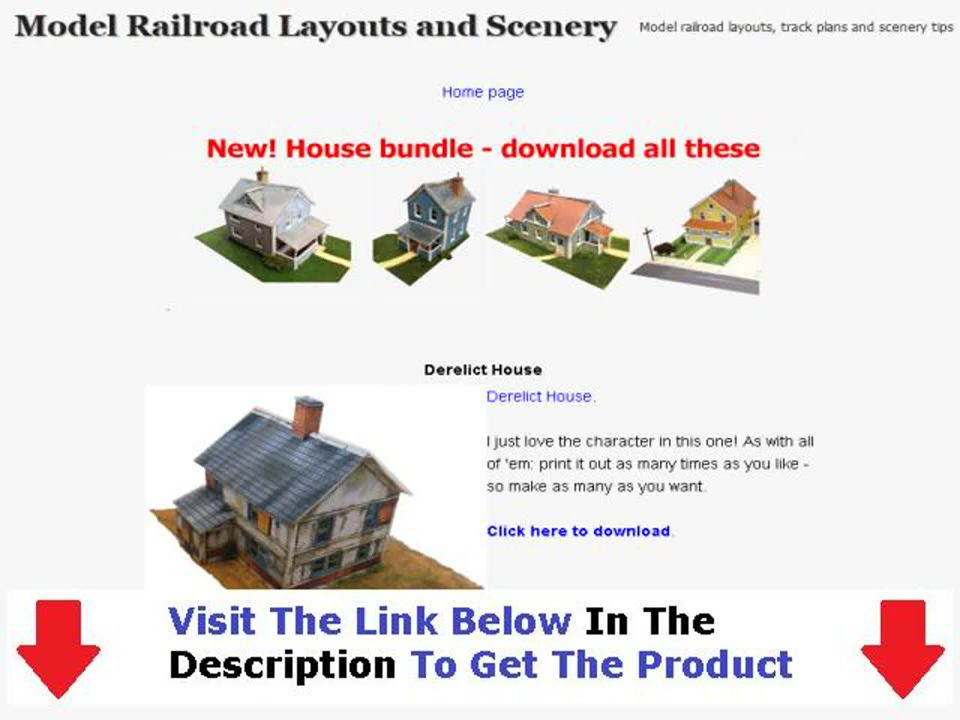 Model Railroad Layouts and Scenery
Model railroad layouts, track plans and scenery tips
Home page
New! House bundle - download all these
Derelict House
Derelict House.
I just love the character in this one! As with all
of 'em: print it out as many times as you like -
so make as many as you want.
Click here to download.
Visit The Link Below In The
Description To Get The Product